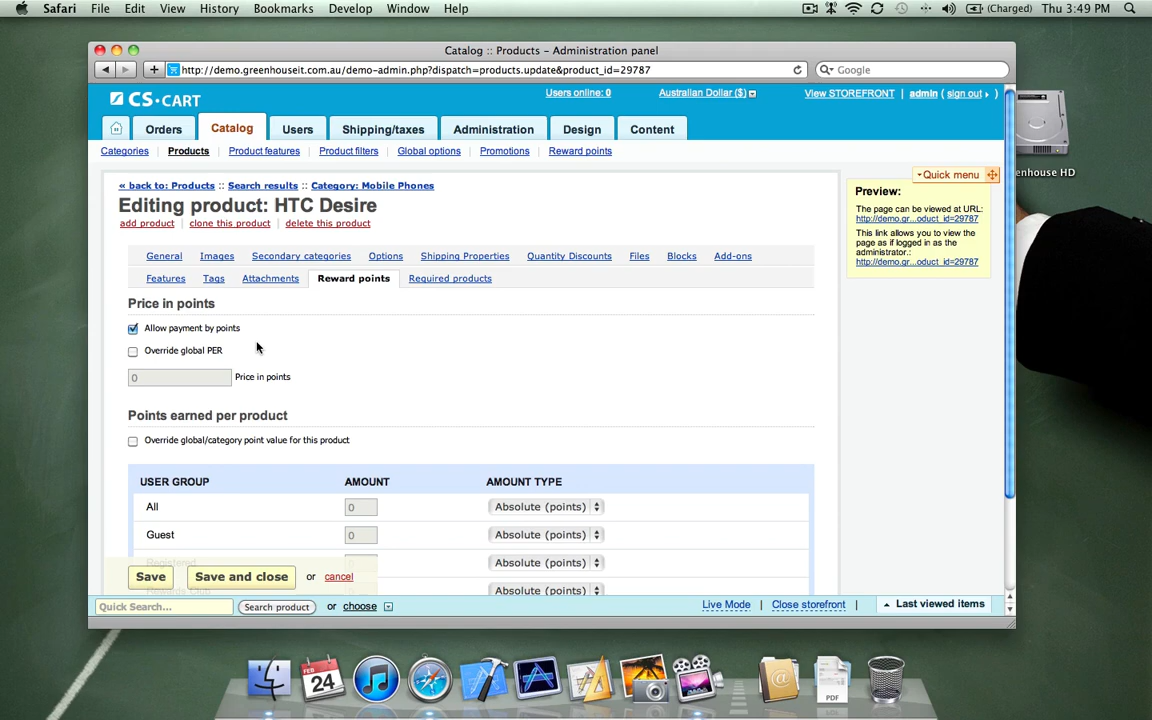 Safari File Edit View History Bookmarks Develop Window Help (Charged) Thu 3:49 PM
Catalog :: Products – Administration panel
http://demo.greenhouseit.com.au/demo-admin.php?dispatch=products.update&product_id=29787 Google
CS·CART Users online: 0 Australian Dollar ($) View STOREFRONT | admin (sign out )
Orders Catalog Users Shipping/taxes Administration Design Content
Categories Products Product features Product filters Global options Promotions Reward points
enhouse HD
Quick menu
« back to: Products :: Search results :: Category: Mobile Phones
Editing product: HTC Desire
add product | clone this product | delete this product
Preview:
The page can be viewed at URL:
http://demo.gr...oduct_id=29787
This link allows you to view the
page as if logged in as the
administrator.:
http://demo.gr...oduct_id=29787
General Images Secondary categories Options Shipping Properties Quantity Discounts Files Blocks Add-ons
Features Tags Attachments Reward points Required products
Price in points
Allow payment by points
Override global PER
0 Price in points
Points earned per product
Override global/category point value for this product
USER GROUP AMOUNT AMOUNT TYPE
All 0 Absolute (points)
Guest 0 Absolute (points)
Registered Absolute (points)
Rewards Club Absolute (points)
Save Save and close or cancel
Quick Search... Search product or choose Live Mode | Close storefront | Last viewed items
FEB
24
PDF